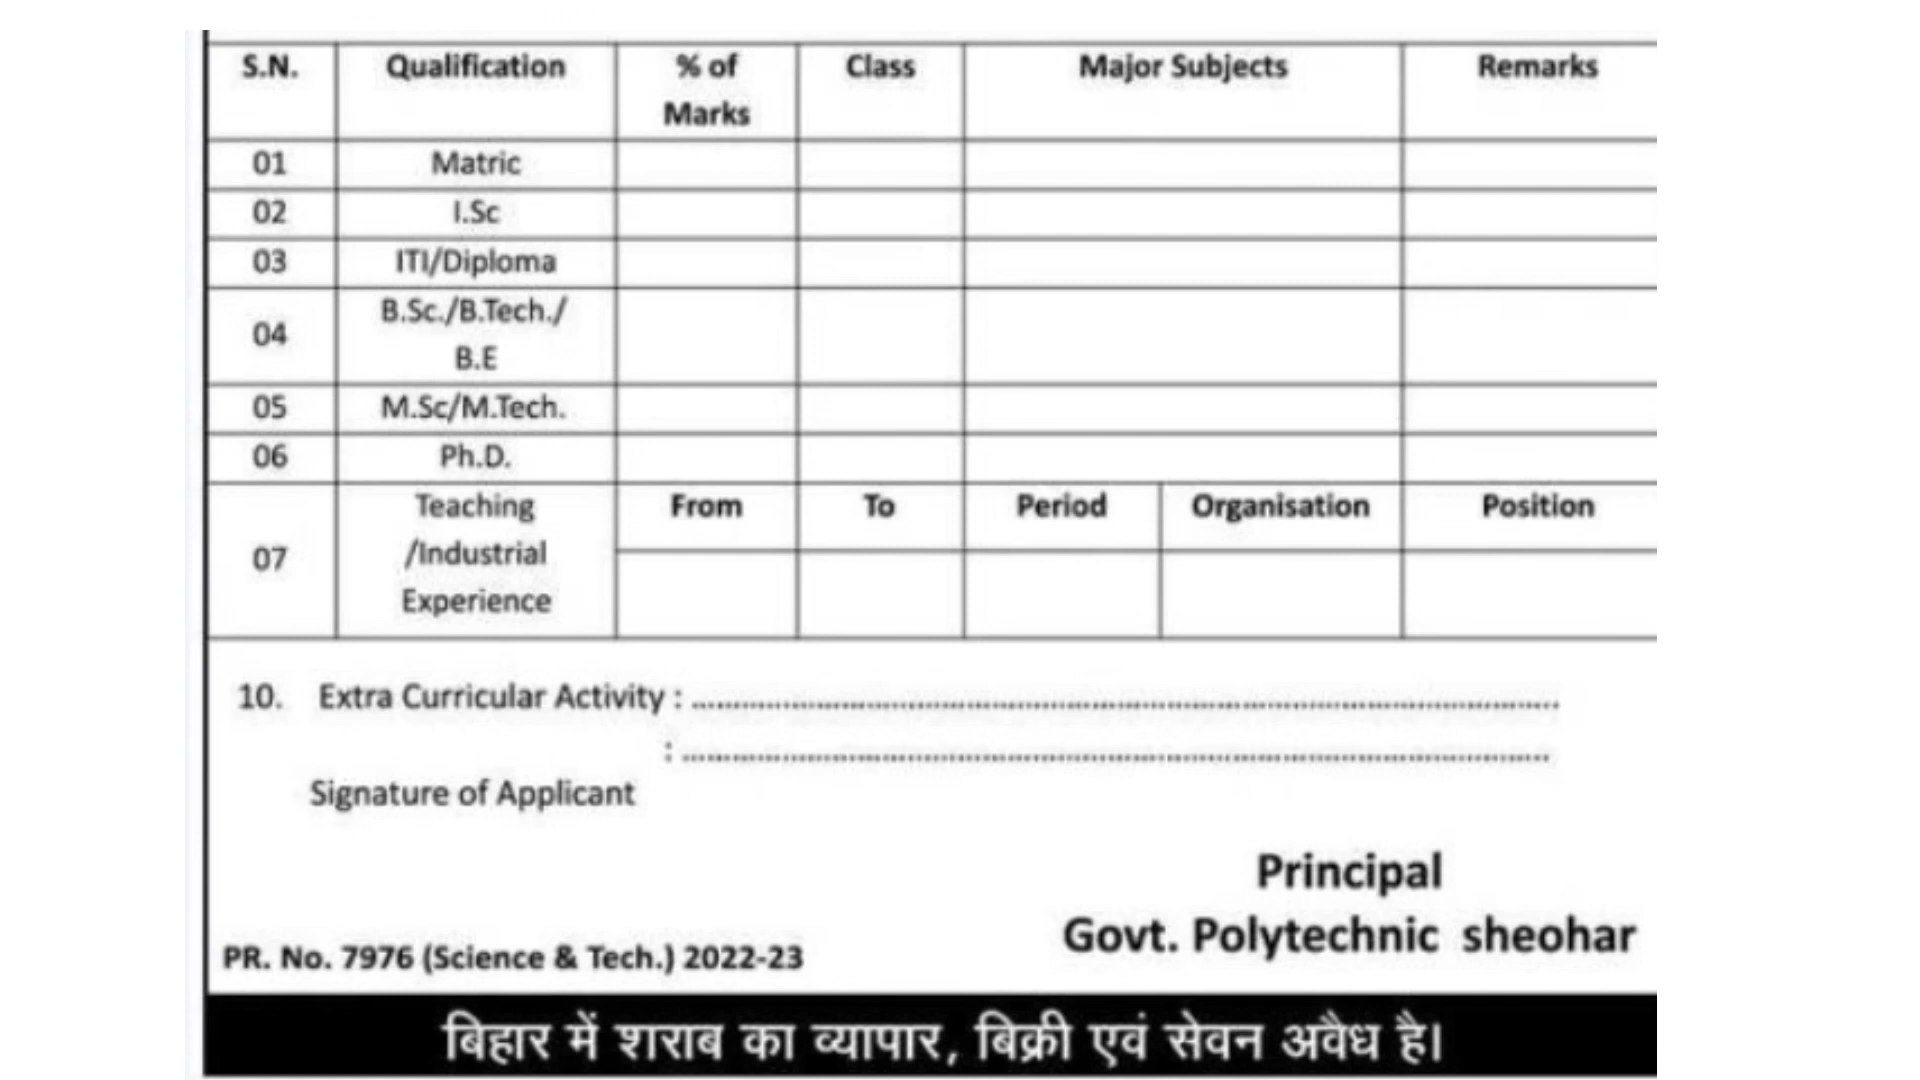 S.N. Qualification % of Class Major Subjects Remarks
Marks
01 Matric
02 I.Sc
03 ITI/Diploma
04 B.Sc./B.Tech./
B.E
05 M.Sc/M.Tech.
06 Ph.D.
07 Teaching From To Period Organisation Position
/Industrial
Experience
10. Extra Curricular Activity : ........................................................................................................
: ........................................................................................................
Signature of Applicant
Principal
Govt. Polytechnic sheohar
PR. No. 7976 (Science & Tech.) 2022-23
बिहार में शराब का व्यापार, बिक्री एवं सेवन अवैध है।